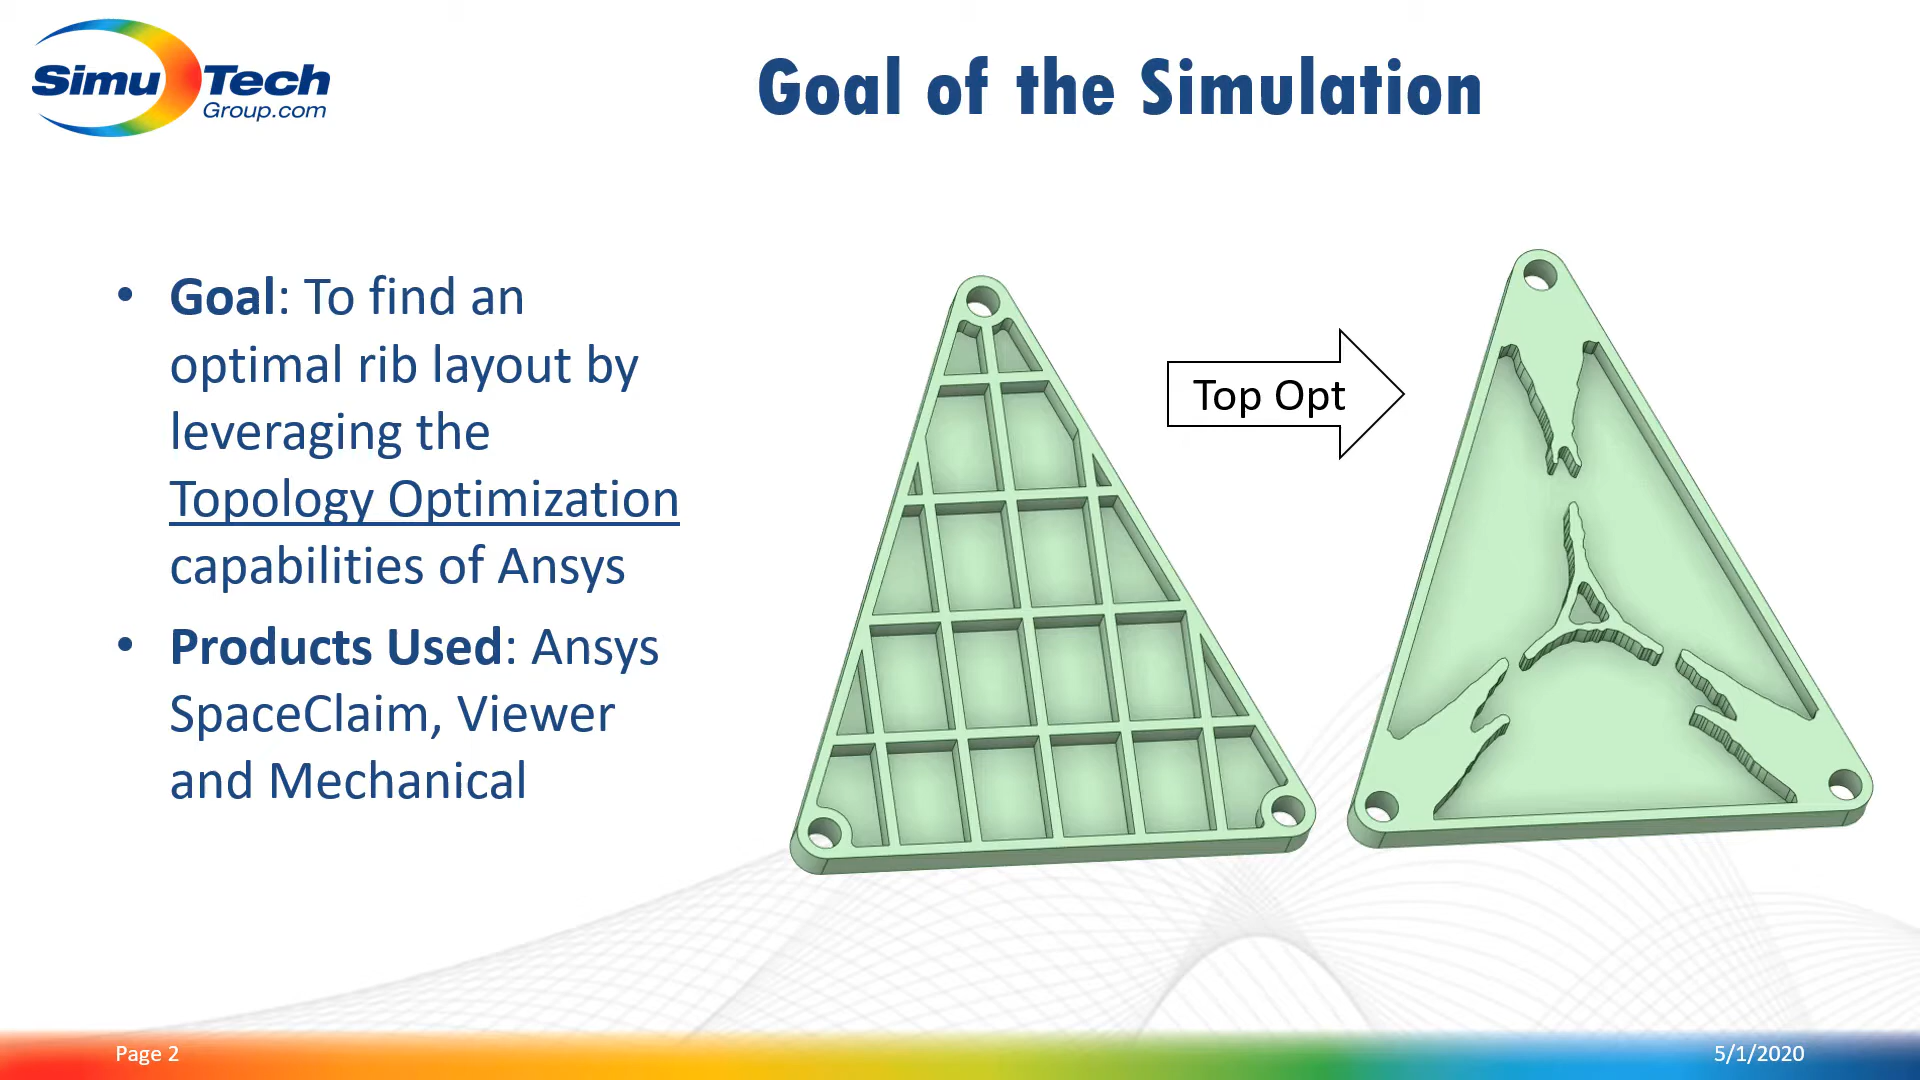 Simu Tech
Group.com
Goal of the Simulation
• Goal: To find an
optimal rib layout by
leveraging the
Topology Optimization
capabilities of Ansys
• Products Used: Ansys
SpaceClaim, Viewer
and Mechanical
Top Opt
Page 2
5/1/2020